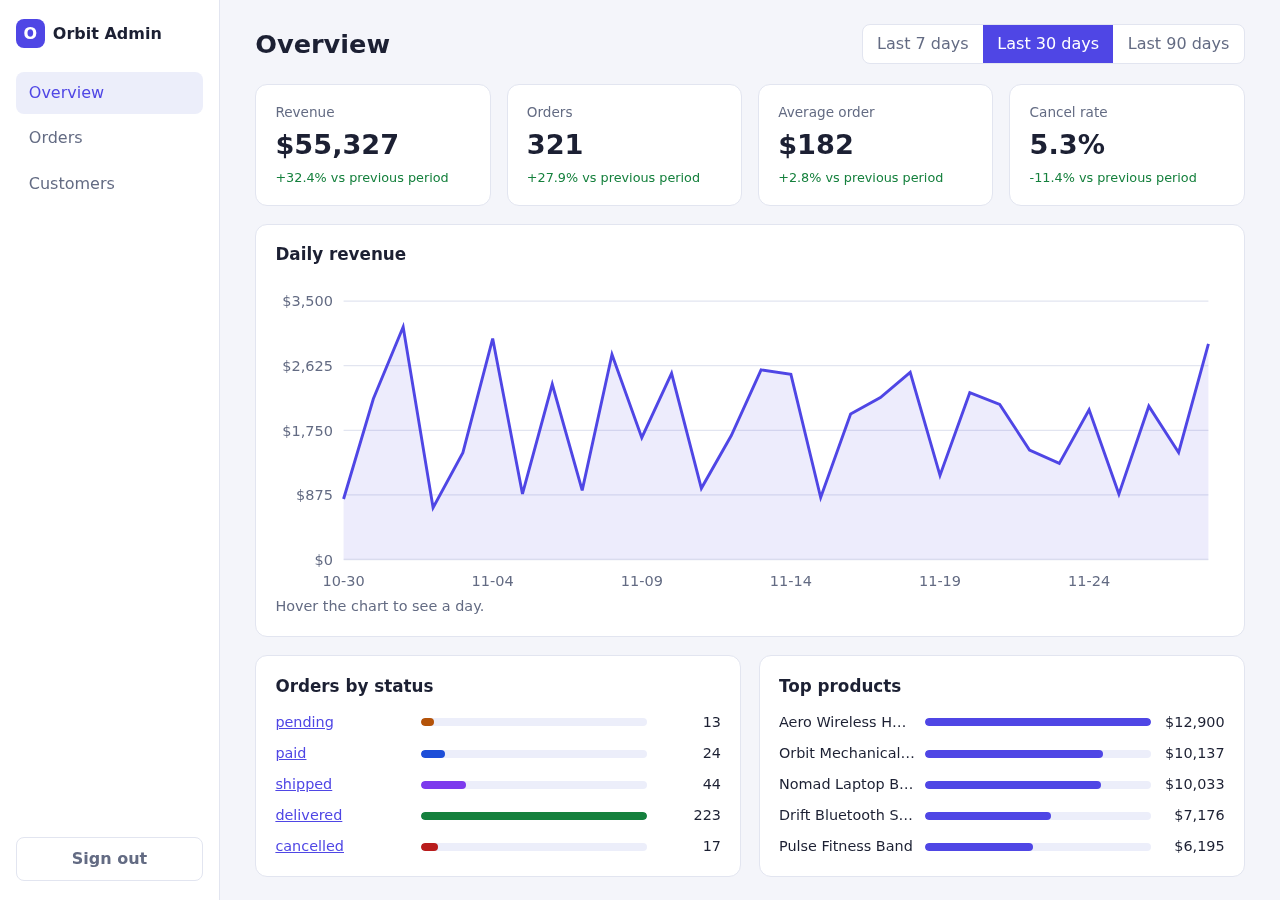 O Orbit Admin
Overview
Orders
Customers
Sign out
Overview
Last 7 days Last 30 days Last 90 days
Revenue
$55,327
+32.4% vs previous period
Orders
321
+27.9% vs previous period
Average order
$182
+2.8% vs previous period
Cancel rate
5.3%
-11.4% vs previous period
Daily revenue
$3,500
$2,625
$1,750
$875
$0
10-30 11-04 11-09 11-14 11-19 11-24
Hover the chart to see a day.
Orders by status
pending 13
paid 24
shipped 44
delivered 223
cancelled 17
Top products
Aero Wireless H... $12,900
Orbit Mechanical... $10,137
Nomad Laptop B... $10,033
Drift Bluetooth S... $7,176
Pulse Fitness Band $6,195